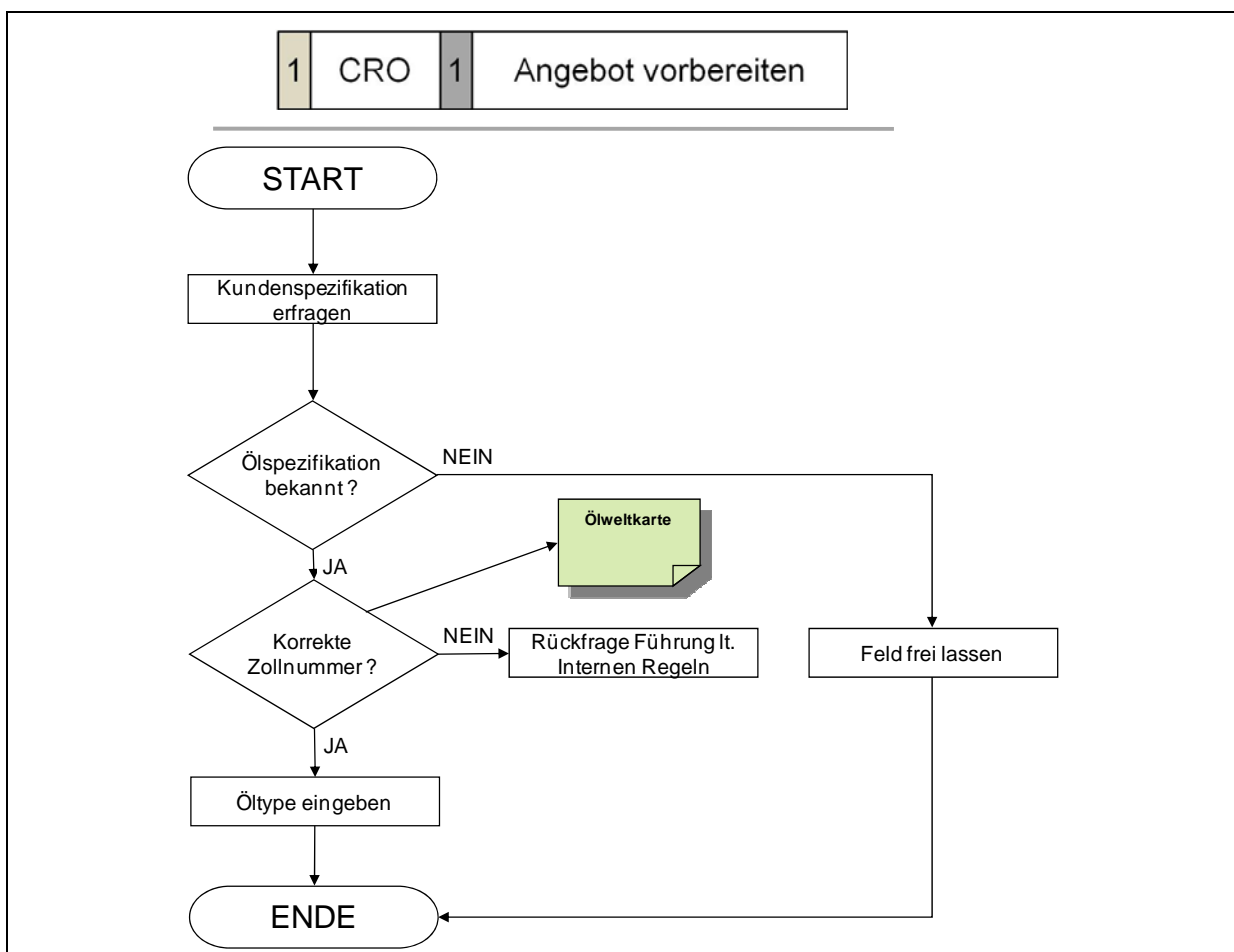 1 CRO 1 Angebot vorbereiten
START
Kundenspezifikation
erfragen
Ölspezifikation
bekannt?
NEIN
Ölweltkarte
JA
Korrekte
Zollnummer?
NEIN
Rückfrage Führung lt.
Internen Regeln
Feld frei lassen
JA
Öltype eingeben
ENDE